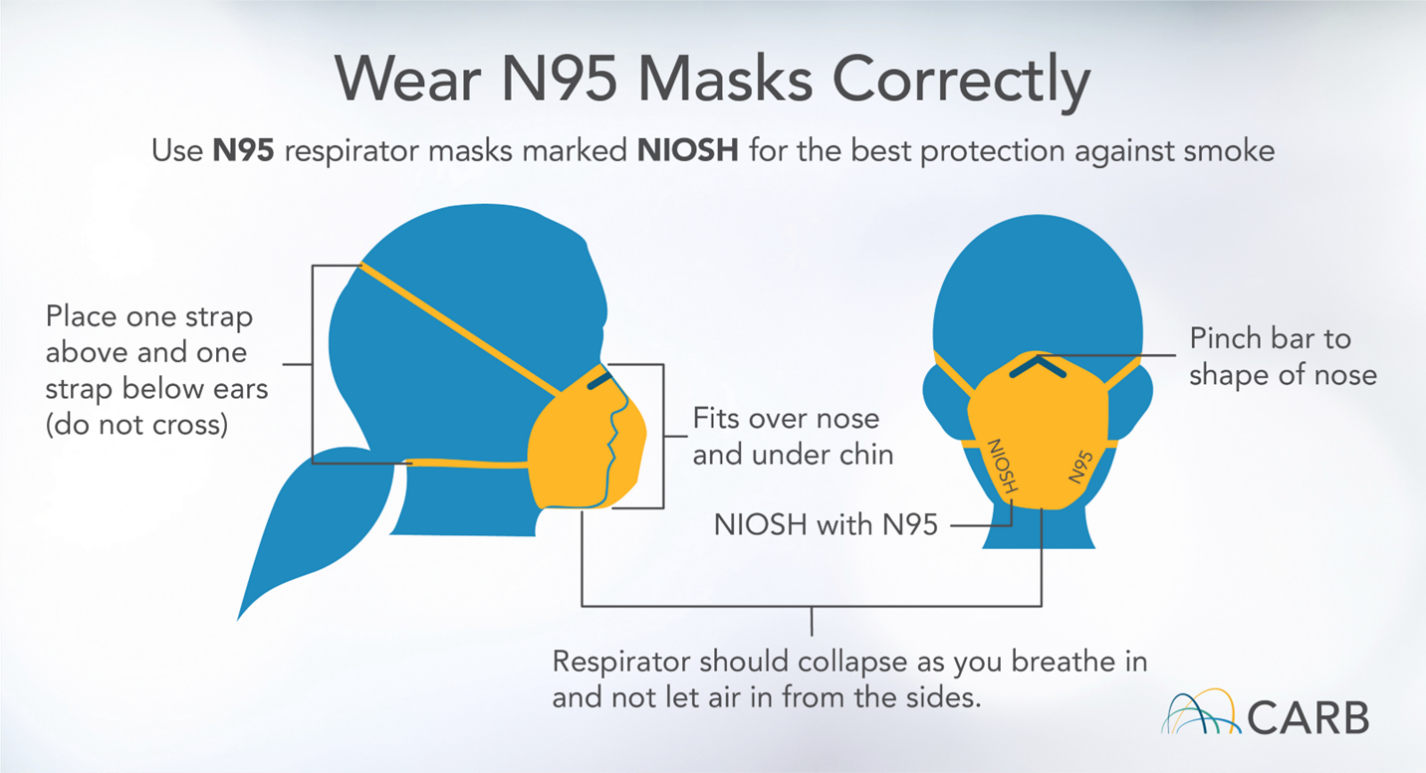 Wear N95 Masks Correctly
Use N95 respirator masks marked NIOSH for the best protection against smoke
Place one strap
above and one
strap below ears
(do not cross)
Fits over nose
and under chin
Pinch bar to
shape of nose
NIOSH
N95
NIOSH with N95
Respirator should collapse as you breathe in
and not let air in from the sides.
CARB